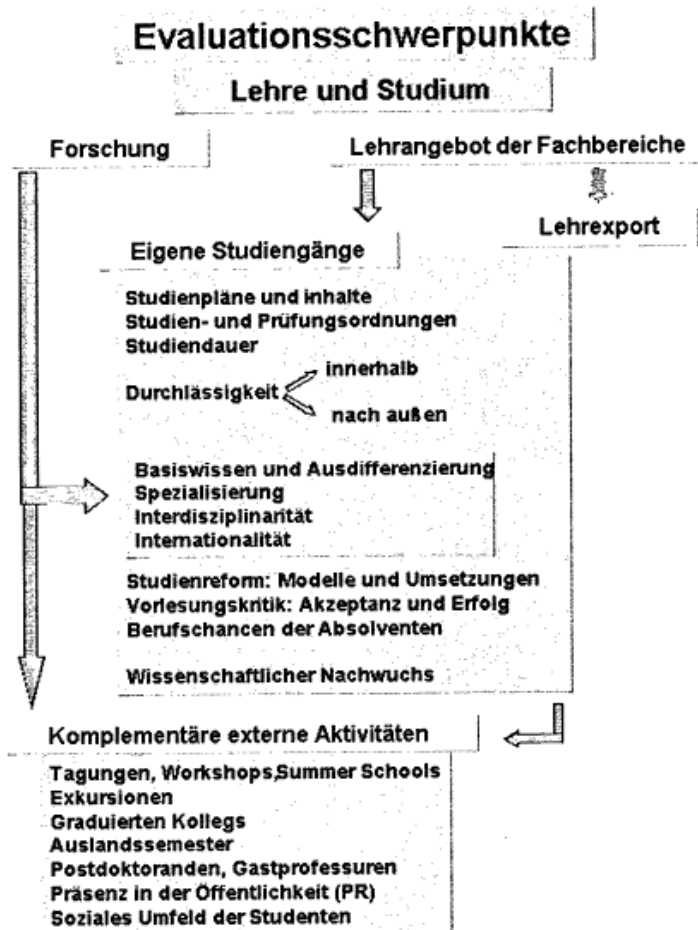 Evaluationsschwerpunkte
Lehre und Studium
Forschung
Lehrangebot der Fachbereiche
Lehrexport
Eigene Studiengänge
Studienpläne und inhalte
Studien- und Prüfungsordnungen
Studiendauer
Durchlässigkeit
innerhalb
nach außen
Basiswissen und Ausdifferenzierung
Spezialisierung
Interdisziplinarität
Internationalität
Studienreform: Modelle und Umsetzungen
Vorlesungskritik: Akzeptanz und Erfolg
Berufschancen der Absolventen
Wissenschaftlicher Nachwuchs
Komplementäre externe Aktivitäten
Tagungen, Workshops,Summer Schools
Exkursionen
Graduierten Kollegs
Auslandssemester
Postdoktoranden, Gastprofessuren
Präsenz in der Öffentlichkeit (PR)
Soziales Umfeld der Studenten